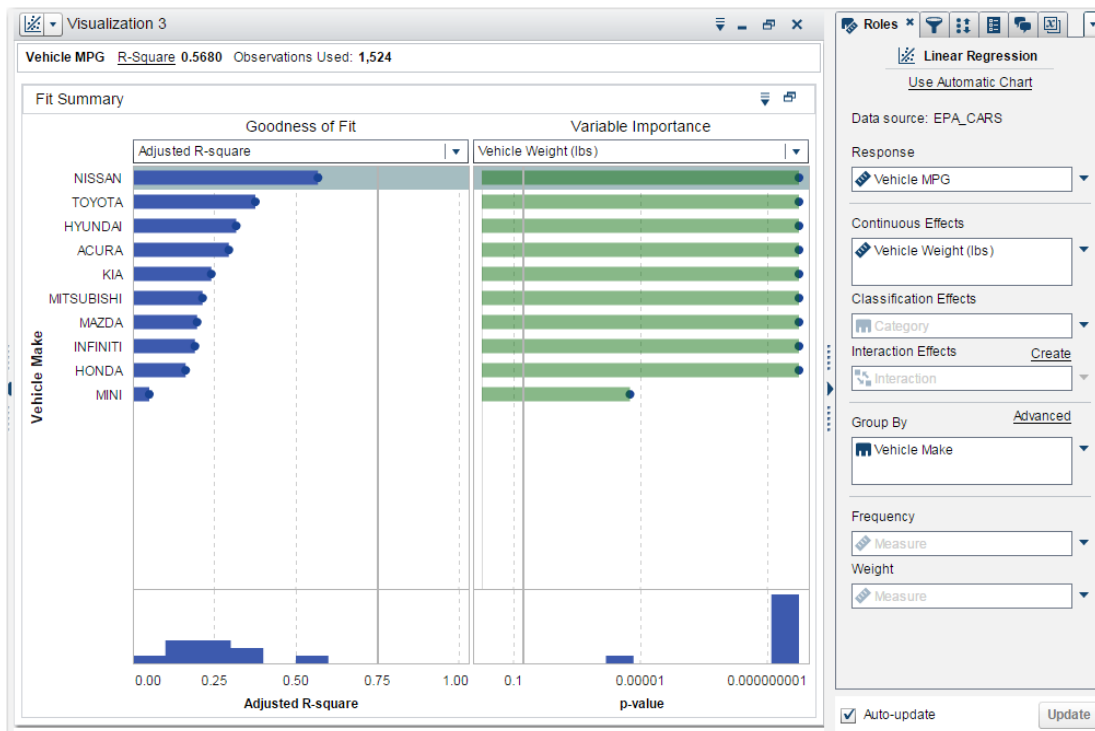 Visualization 3
Vehicle MPG R-Square 0.5680 Observations Used: 1,524
Fit Summary
Goodness of Fit
Variable Importance
Adjusted R-square
Vehicle Weight (lbs)
Vehicle Make
NISSAN
TOYOTA
HYUNDAI
ACURA
KIA
MITSUBISHI
MAZDA
INFINITI
HONDA
MINI
0.00 0.25 0.50 0.75 1.00
Adjusted R-square
0.1 0.00001 0.000000001
p-value
Roles
Linear Regression
Use Automatic Chart
Data source: EPA_CARS
Response
Vehicle MPG
Continuous Effects
Vehicle Weight (lbs)
Classification Effects
Category
Interaction Effects Create
Interaction
Group By Advanced
Vehicle Make
Frequency
Measure
Weight
Measure
Auto-update Update